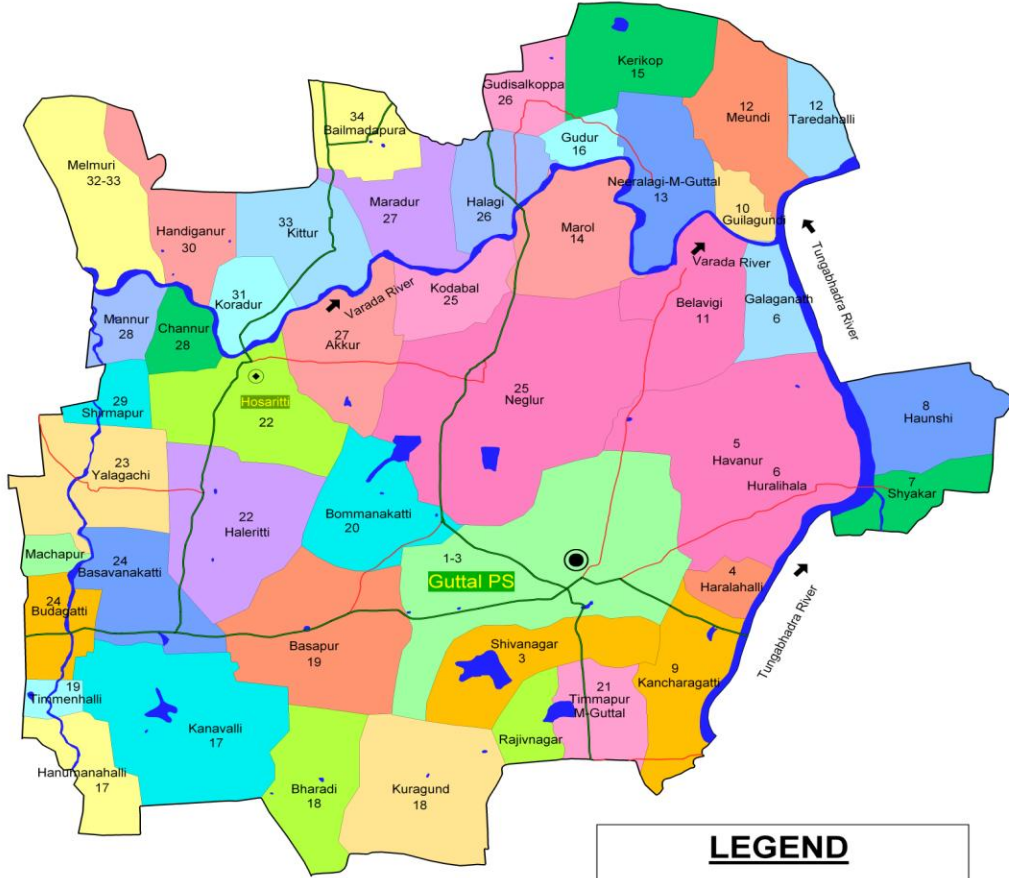 Kerikop
15
Gudisalkoppa
26
12
Meundi
12
Taredahalli
34
Bailmadapura
Gudur
16
Melmuri
32-33
Neeralagi-M-Guttal
13
Maradur
27
Halagi
26
10
Guilagundi
Handiganur
30
33
Kittur
Marol
14
Tungabhadra River
Varada River
31
Koradur
Varada River
Kodabal
25
Belavigi
11
Galaganath
6
Mannur
28
Channur
28
27
Akkur
25
Neglur
Hosaritti
22
29
Shirmapur
8
Haunshi
5
Havanur
6
Huralihala
23
Yalagachi
7
Shyakar
22
Haleritti
Bommanakatti
20
Machapur
24
Basavanakatti
1-3
Guttal PS
4
Haralahalli
Tungabhadra River
24
Budagatti
Basapur
19
Shivanagar
3
9
Kancharagatti
19
Timmenhalli
21
Timmapur
M-Guttal
Kanavalli
17
Rajivnagar
Hanumanahalli
17
Bharadi
18
Kuragund
18
LEGEND